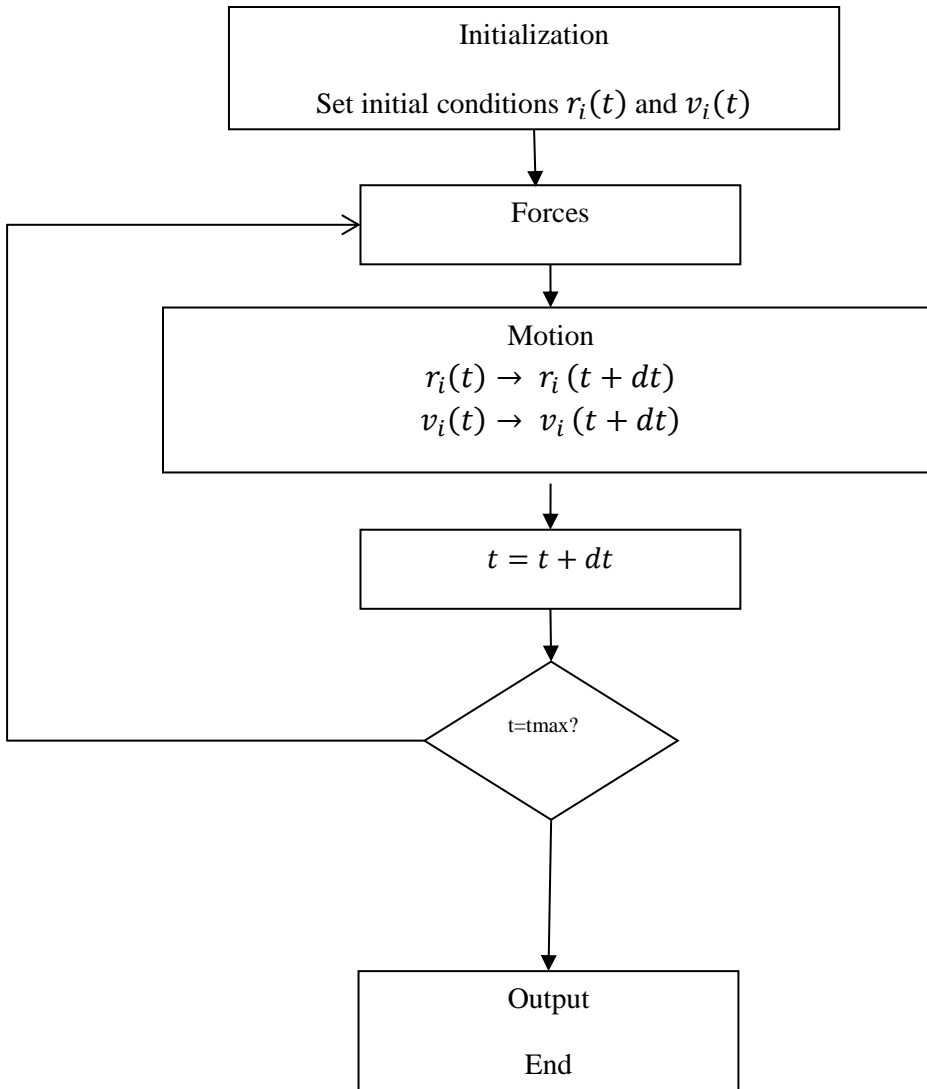 Initialization
Set initial conditions r_i(t) and v_i(t)
Forces
Motion
r_i(t) → r_i (t + dt)
v_i(t) → v_i (t + dt)
t = t + dt
t=tmax?
Output
End